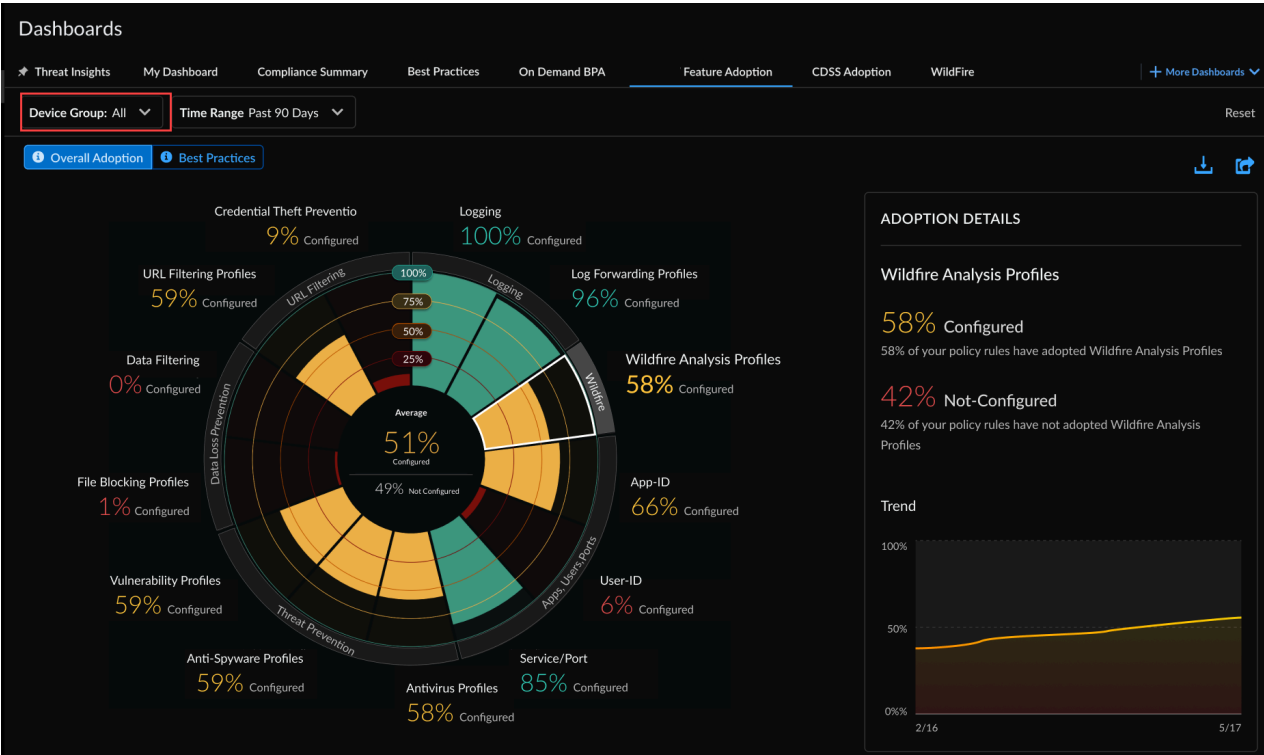 Dashboards
Threat Insights My Dashboard Compliance Summary Best Practices On Demand BPA Feature Adoption CDSS Adoption WildFire + More Dashboards
Device Group: All Time Range Past 90 Days Reset
Overall Adoption Best Practices
Credential Theft Preventio
9% Configured
Logging
100% Configured
URL Filtering Profiles
59% Configured
Log Forwarding Profiles
96% Configured
Data Filtering
0% Configured
Wildfire Analysis Profiles
58% Configured
File Blocking Profiles
1% Configured
App-ID
66% Configured
Vulnerability Profiles
59% Configured
User-ID
6% Configured
Anti-Spyware Profiles
59% Configured
Antivirus Profiles
58% Configured
Service/Port
85% Configured
URL Filtering
Logging
Wildfire
Apps, Users, Ports
Threat Prevention
Data Loss Prevention
100%
75%
50%
25%
Average
51%
Configured
49% Not Configured
ADOPTION DETAILS
Wildfire Analysis Profiles
58% Configured
58% of your policy rules have adopted Wildfire Analysis Profiles
42% Not-Configured
42% of your policy rules have not adopted Wildfire Analysis
Profiles
Trend
100%
50%
0%%
2/16 5/17